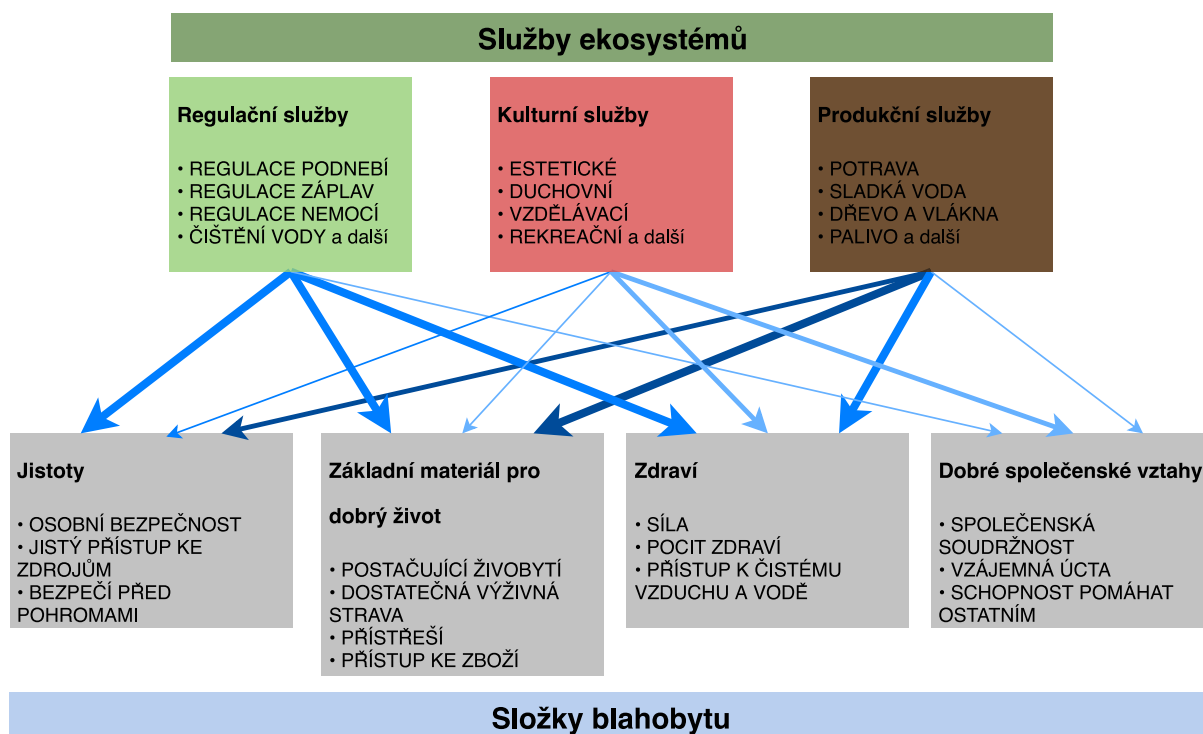 Služby ekosystémů
Regulační služby
• REGULACE PODNEBÍ
• REGULACE ZÁPLAV
• REGULACE NEMOCÍ
• ČIŠTĚNÍ VODY a další
Kulturní služby
• ESTETICKÉ
• DUCHOVNÍ
• VZDĚLÁVACÍ
• REKREAČNÍ a další
Produkční služby
• POTRAVA
• SLADKÁ VODA
• DŘEVO A VLÁKNA
• PALIVO a další
Jistoty
• OSOBNÍ BEZPEČNOST
• JISTÝ PŘÍSTUP KE
ZDROJŮM
• BEZPEČÍ PŘED
POHROMAMI
Základní materiál pro
dobrý život
• POSTAČUJÍCÍ ŽIVOBYTÍ
• DOSTATEČNÁ VÝŽIVNÁ
STRAVA
• PŘÍSTŘEŠÍ
• PŘÍSTUP KE ZBOŽÍ
Zdraví
• SÍLA
• POCIT ZDRAVÍ
• PŘÍSTUP K ČISTÉMU
VZDUCHU A VODĚ
Dobré společenské vztahy
• SPOLEČENSKÁ
SOUDRŽNOST
• VZÁJEMNÁ ÚCTA
• SCHOPNOST POMÁHAT
OSTATNÍM
Složky blahobytu